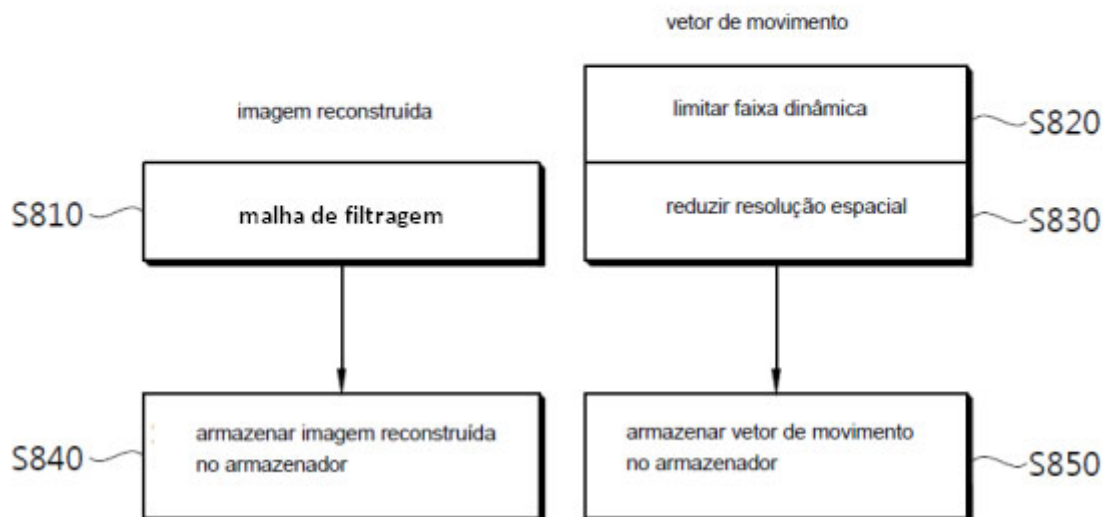 vetor de movimento
imagem reconstruída
limitar faixa dinâmica
S820
S810
malha de filtragem
reduzir resolução espacial
S830
S840
armazenar imagem reconstruída
no armazenador
armazenar vetor de movimento
no armazenador
S850